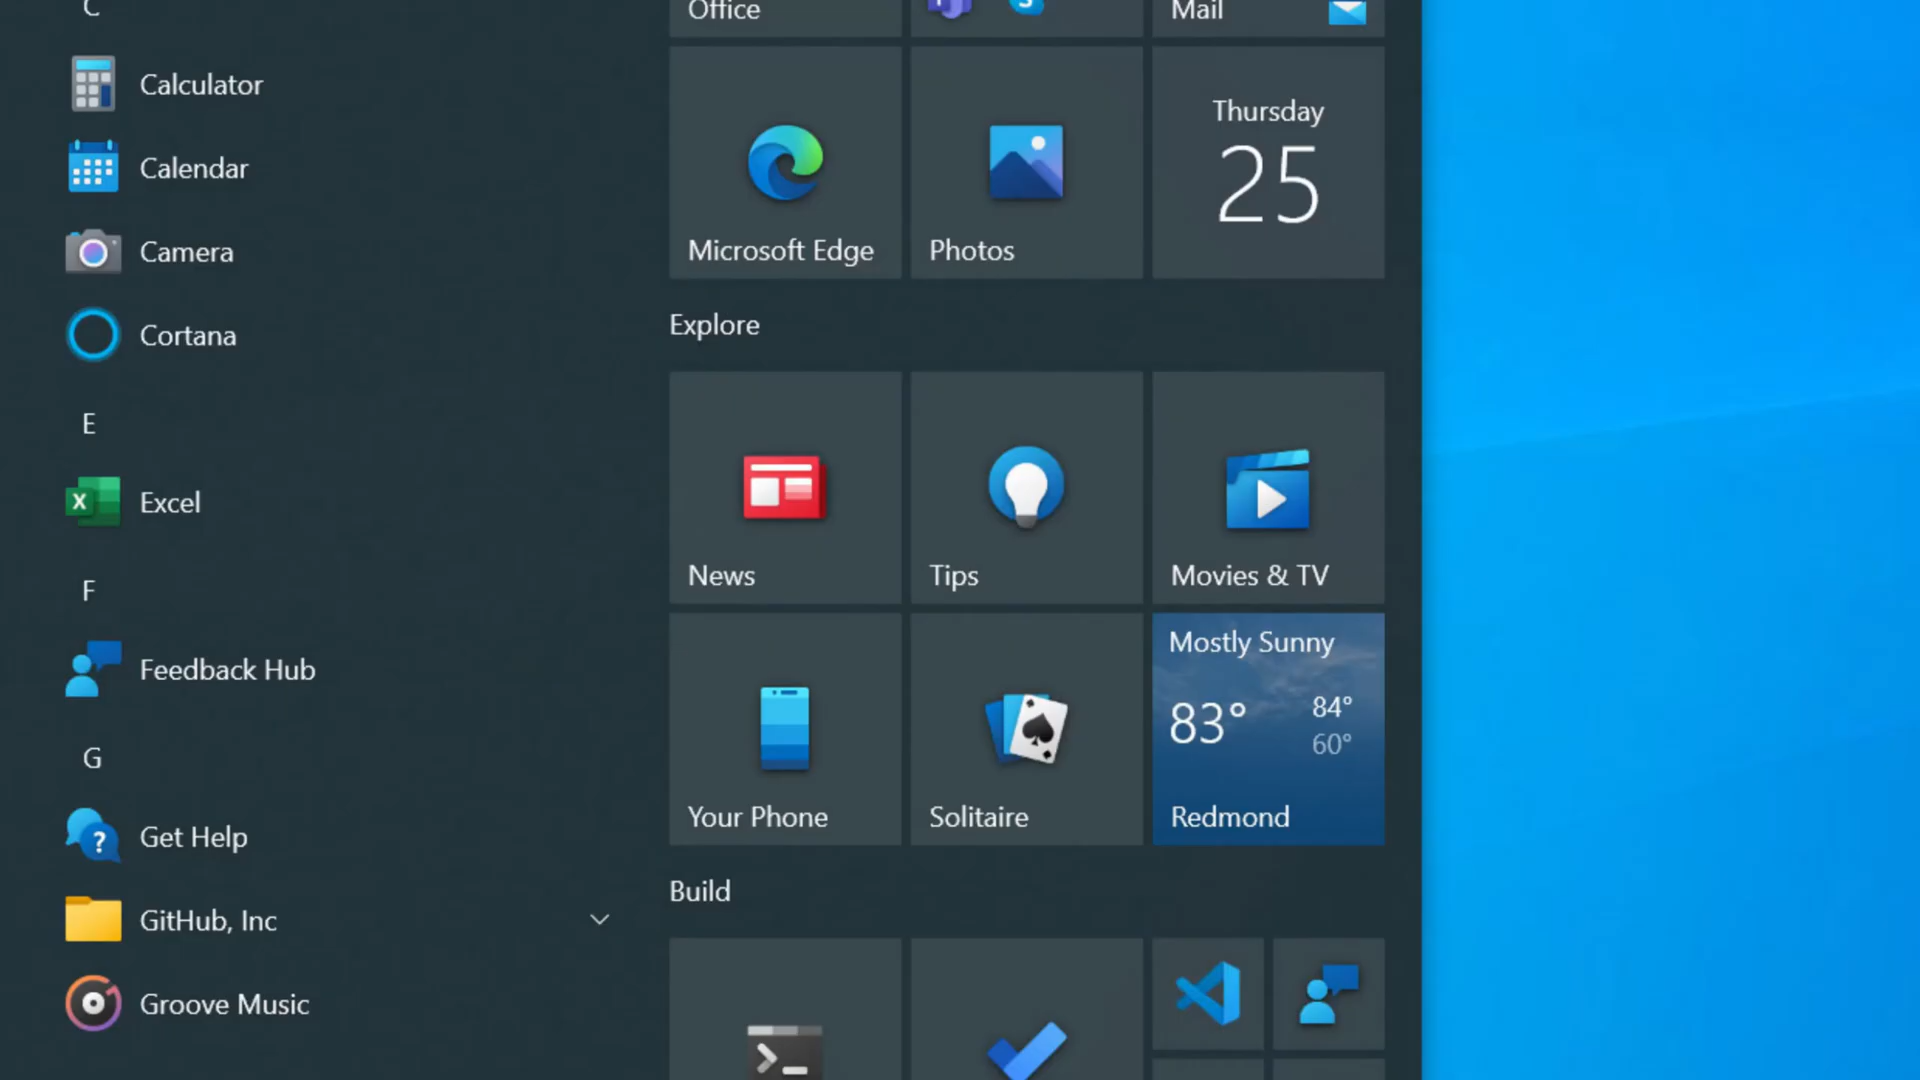 C
Calculator
Calendar
Camera
Cortana
E
Excel
F
Feedback Hub
G
Get Help
GitHub, Inc
Groove Music
Office
Mail
Microsoft Edge
Photos
Thursday
25
Explore
News
Tips
Movies & TV
Your Phone
Solitaire
Mostly Sunny
83°
84°
60°
Redmond
Build